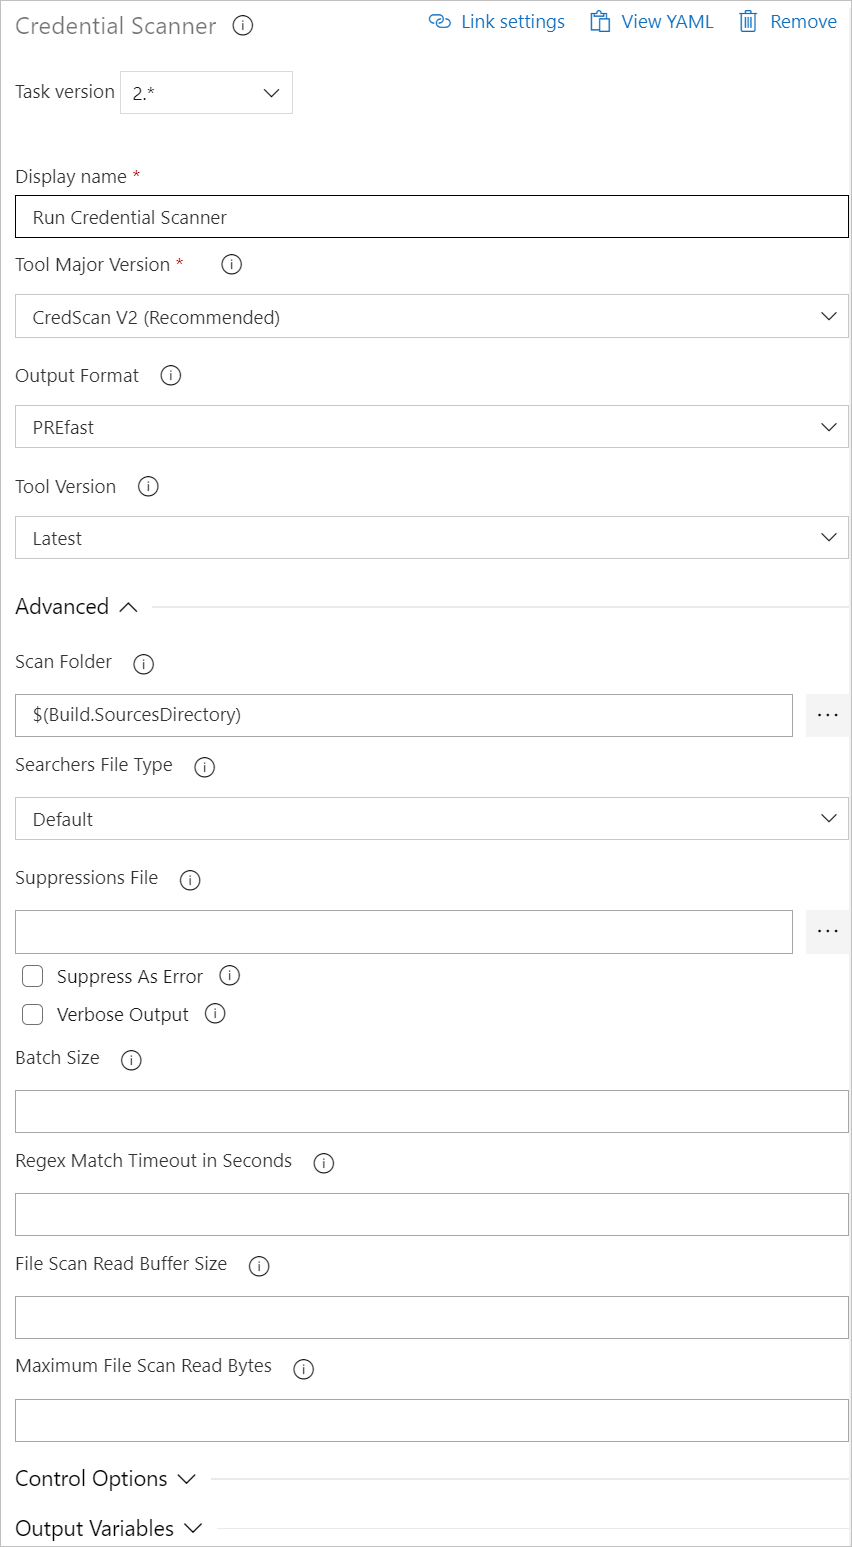 Credential Scanner Link settings View YAML Remove
Task version 2.*
Display name *
Run Credential Scanner
Tool Major Version *
CredScan V2 (Recommended)
Output Format
PREfast
Tool Version
Latest
Advanced
Scan Folder
$(Build.SourcesDirectory)
Searchers File Type
Default
Suppressions File
Suppress As Error
Verbose Output
Batch Size
Regex Match Timeout in Seconds
File Scan Read Buffer Size
Maximum File Scan Read Bytes
Control Options
Output Variables